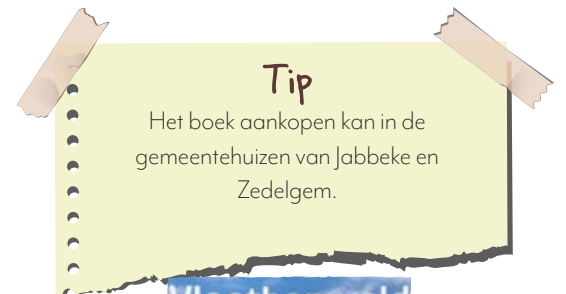 Tip
Het boek aankopen kan in de
gemeentehuizen van Jabbeke en
Zedelgem.